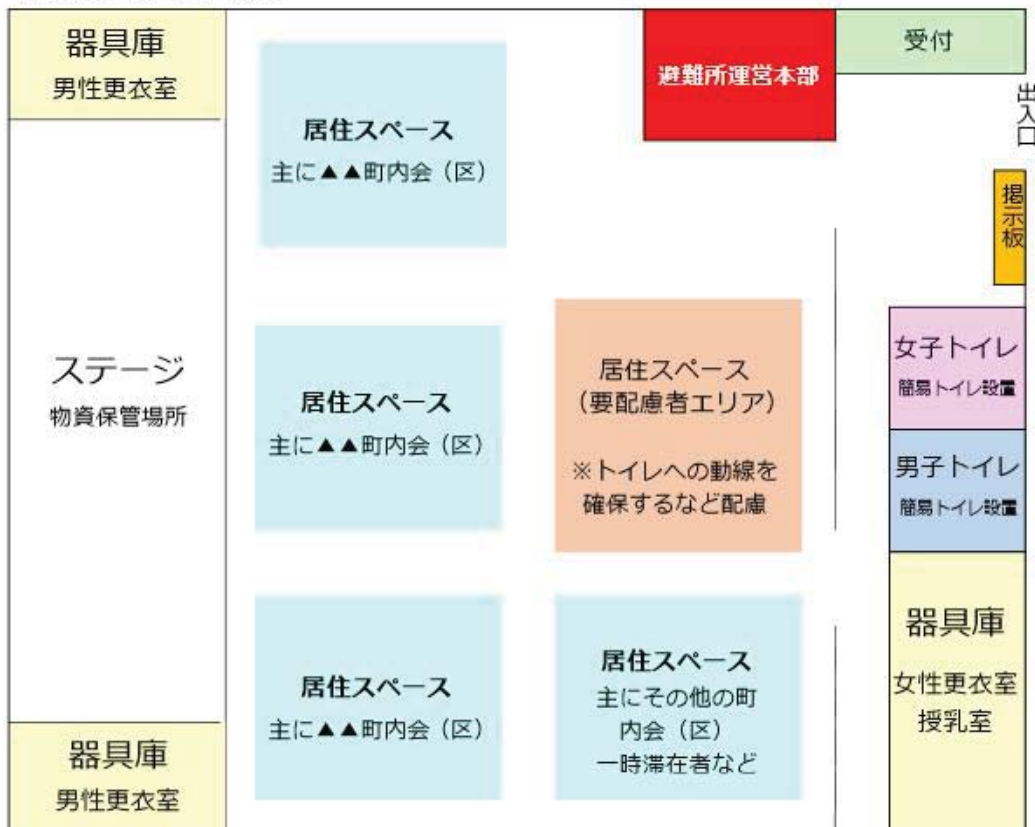 器具庫
男性更衣室
居住スペース
主に▲▲町内会（区）
避難所運営本部
受付
出入口
掲示板
ステージ
物資保管場所
居住スペース
主に▲▲町内会（区）
居住スペース
（要配慮者エリア）
※トイレへの動線を
確保するなど配慮
女子トイレ
簡易トイレ設置
男子トイレ
簡易トイレ設置
器具庫
男性更衣室
居住スペース
主に▲▲町内会（区）
居住スペース
主にその他の町
内会（区）
一時滞在者など
器具庫
女性更衣室
授乳室